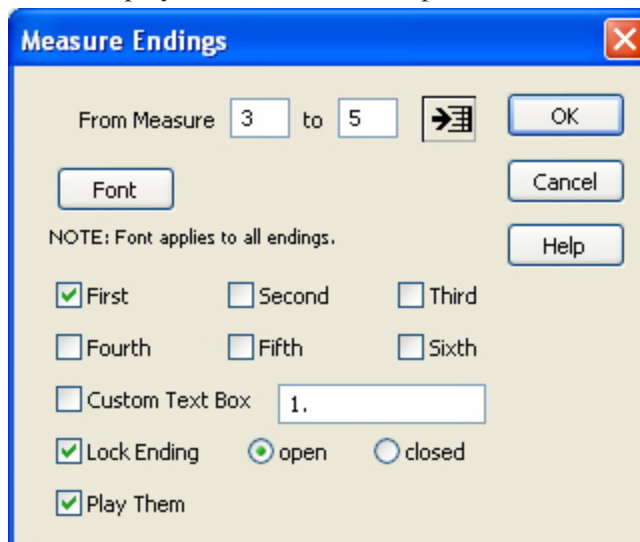 Measure Endings
From Measure 3 to 5
OK
Font
Cancel
NOTE: Font applies to all endings.
Help
First Second Third
Fourth Fifth Sixth
Custom Text Box 1.
Lock Ending open closed
Play Them